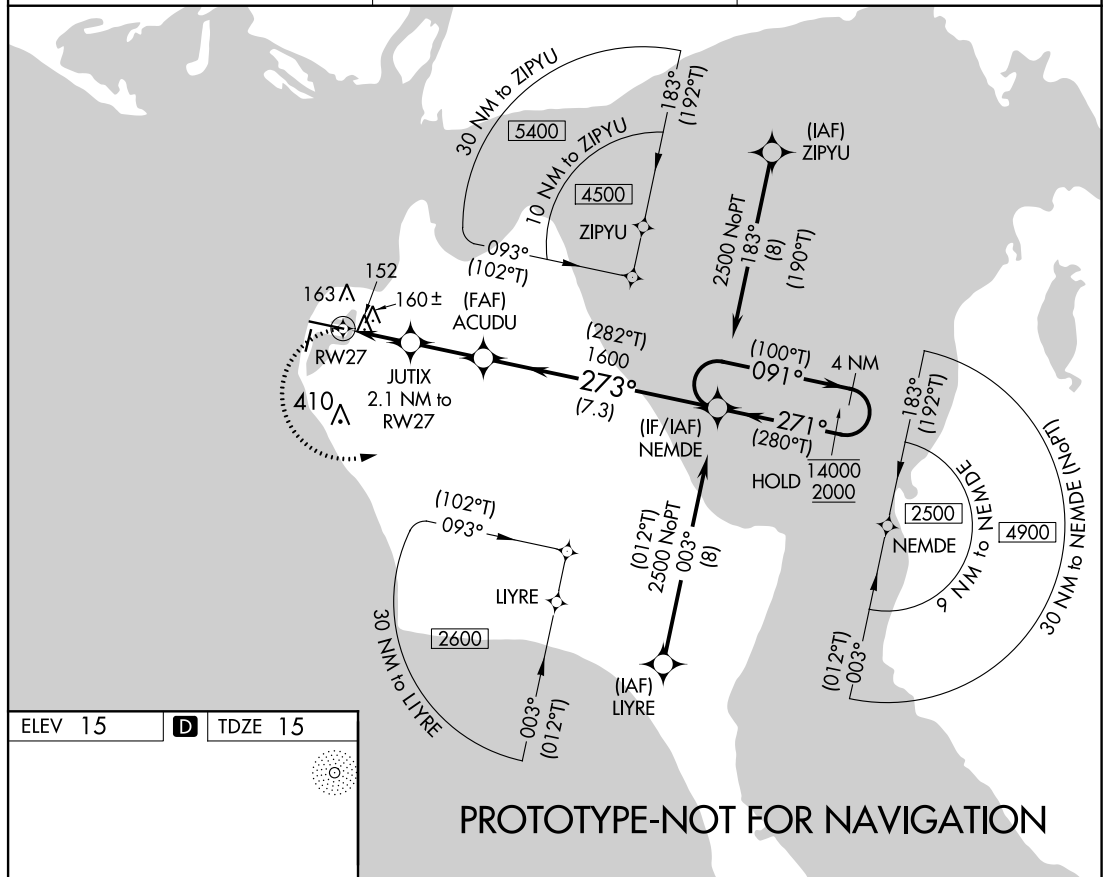 30 NM to ZIPYU
5400
10 NM to ZIPYU
4500
ZIPYU
183°
(192°T)
093°
(102°T)
(IAF)
ZIPYU
2500 NoPT
183°
(8)
(190°T)
152
163
160±
(FAF)
ACUDU
RW27
JUTIX
2.1 NM to
RW27
410
(282°T)
1600
273°
(7.3)
(IF/IAF)
NEMDE
(100°T)
091°
4 NM
271°
(280°T)
HOLD
14000
2000
183°
(192°T)
2500
NEMDE
9 NM to NEMDE
4900
30 NM to NEMDE (NoPT)
(012°T)
003°
(102°T)
093°
LIYRE
2600
30 NM to LIYRE
003°
(012°T)
(012°T)
2500 NoPT
003°
(8)
(IAF)
LIYRE
ELEV 15
D
TDZE 15
PROTOTYPE-NOT FOR NAVIGATION